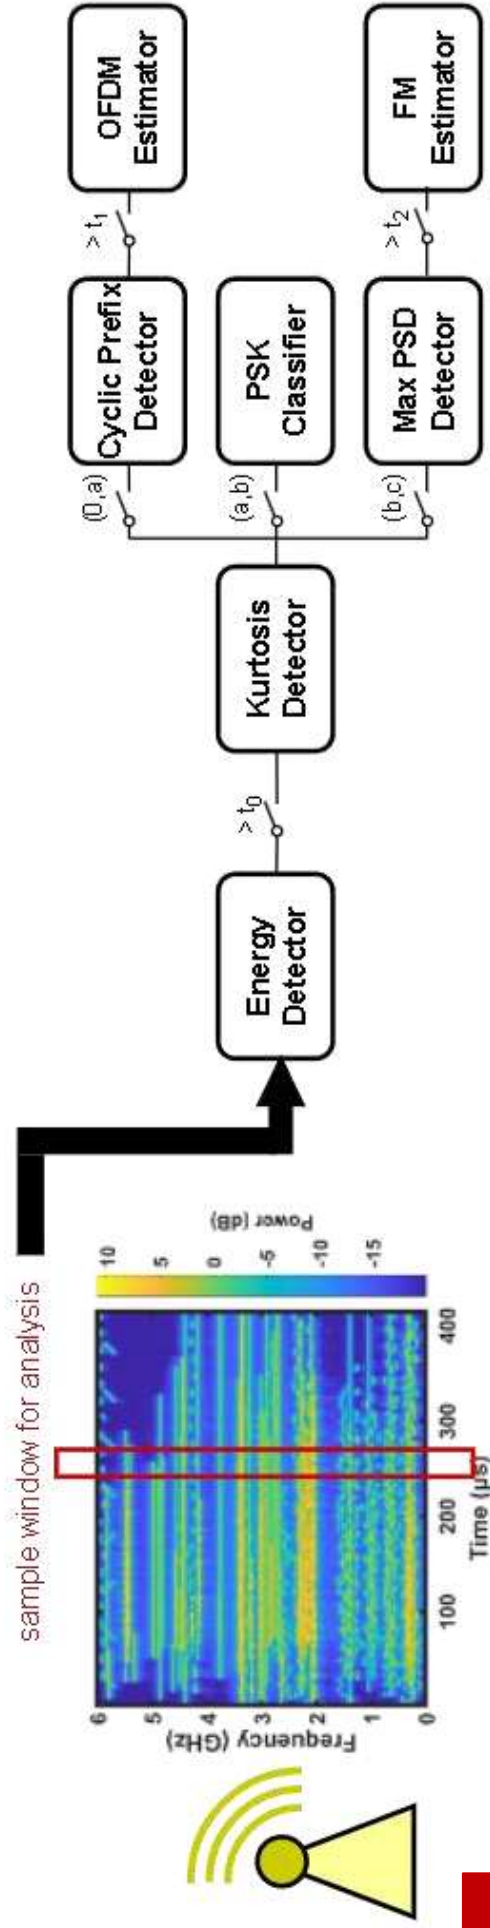 sample window for analysis
Frequency (GHz)
6
5
4
3
2
1
0
100
200
300
400
Time (µs)
10
5
0
-5
-10
-15
Power (dB)
Energy
Detector
> t0
Kurtosis
Detector
(0,a)
(a,b)
(b,c)
Cyclic Prefix
Detector
PSK
Classifier
Max PSD
Detector
> t1
> t2
OFDM
Estimator
FM
Estimator